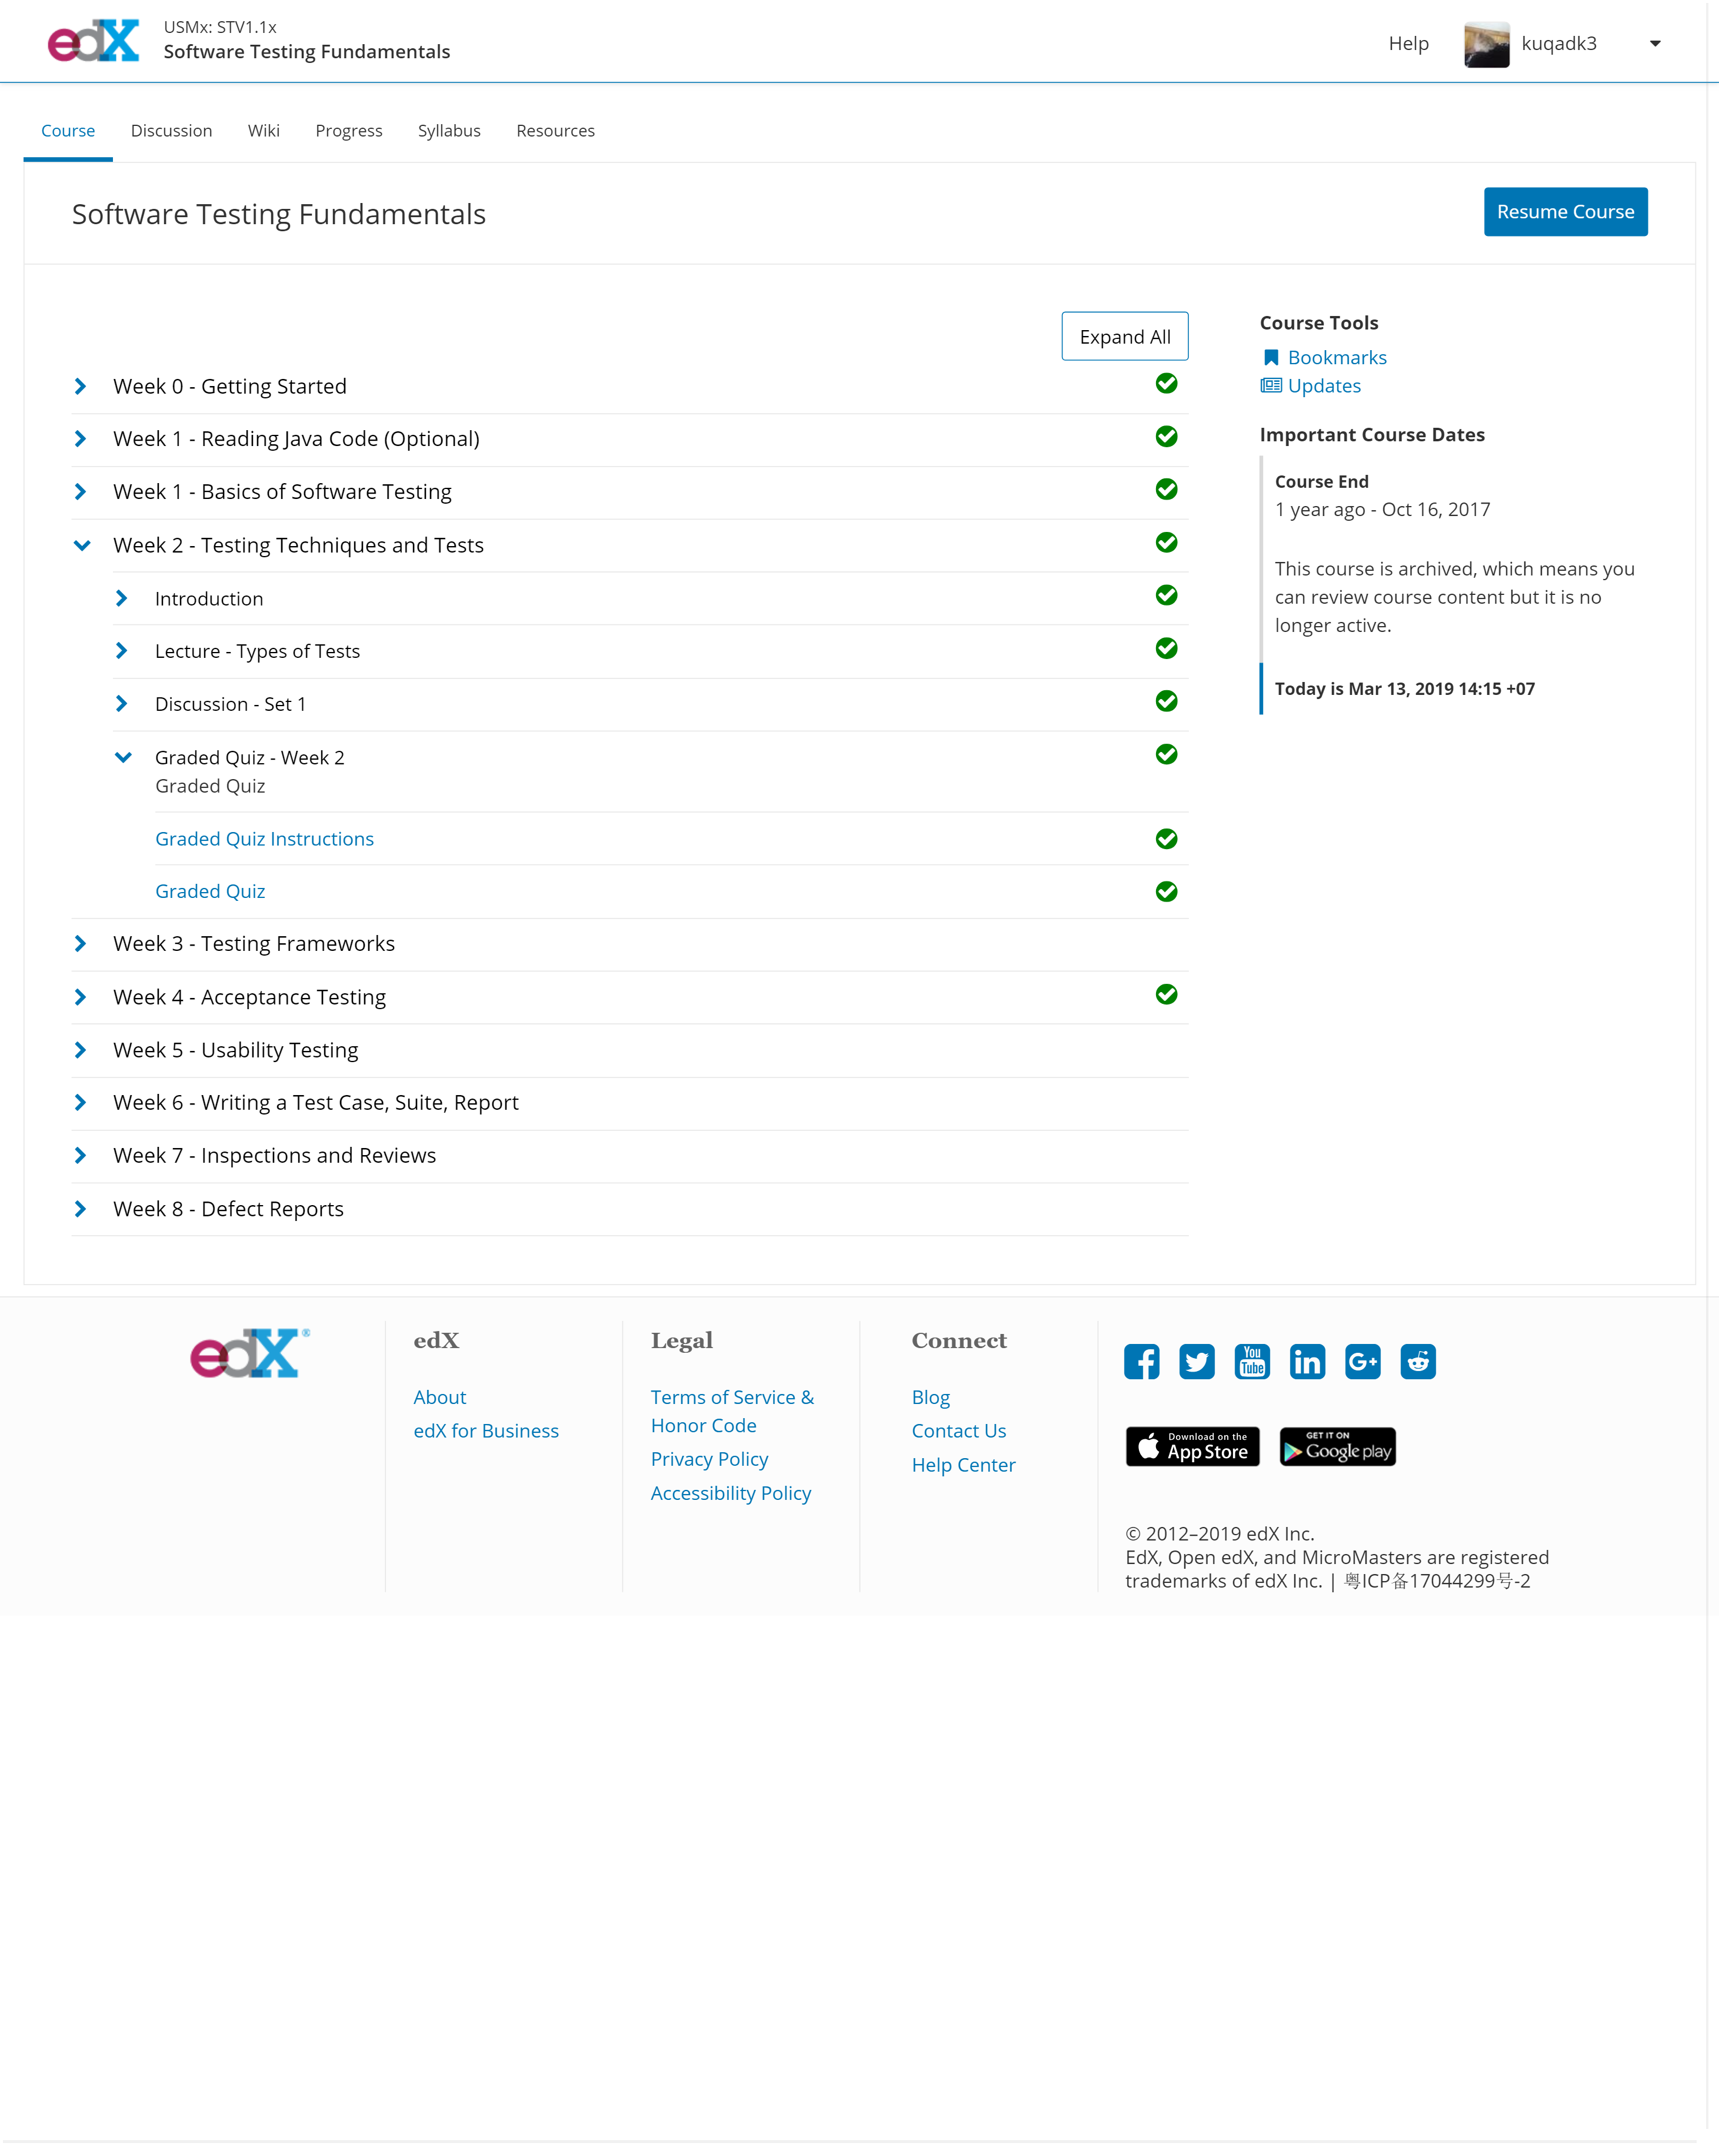 edX
USMx: STV1.1x
Software Testing Fundamentals
Help
kuqadk3
Course
Discussion
Wiki
Progress
Syllabus
Resources
Software Testing Fundamentals
Resume Course
Expand All
Week 0 - Getting Started
Week 1 - Reading Java Code (Optional)
Week 1 - Basics of Software Testing
Week 2 - Testing Techniques and Tests
Introduction
Lecture - Types of Tests
Discussion - Set 1
Graded Quiz - Week 2
Graded Quiz
Graded Quiz Instructions
Graded Quiz
Week 3 - Testing Frameworks
Week 4 - Acceptance Testing
Week 5 - Usability Testing
Week 6 - Writing a Test Case, Suite, Report
Week 7 - Inspections and Reviews
Week 8 - Defect Reports
Course Tools
Bookmarks
Updates
Important Course Dates
Course End
1 year ago - Oct 16, 2017
This course is archived, which means you
can review course content but it is no
longer active.
Today is Mar 13, 2019 14:15 +07
edX®
edX
About
edX for Business
Legal
Terms of Service &
Honor Code
Privacy Policy
Accessibility Policy
Connect
Blog
Contact Us
Help Center
You
Tube
in
G+
Download on the
App Store
GET IT ON
Google play
© 2012–2019 edX Inc.
EdX, Open edX, and MicroMasters are registered
trademarks of edX Inc. | 粤ICP备17044299号-2